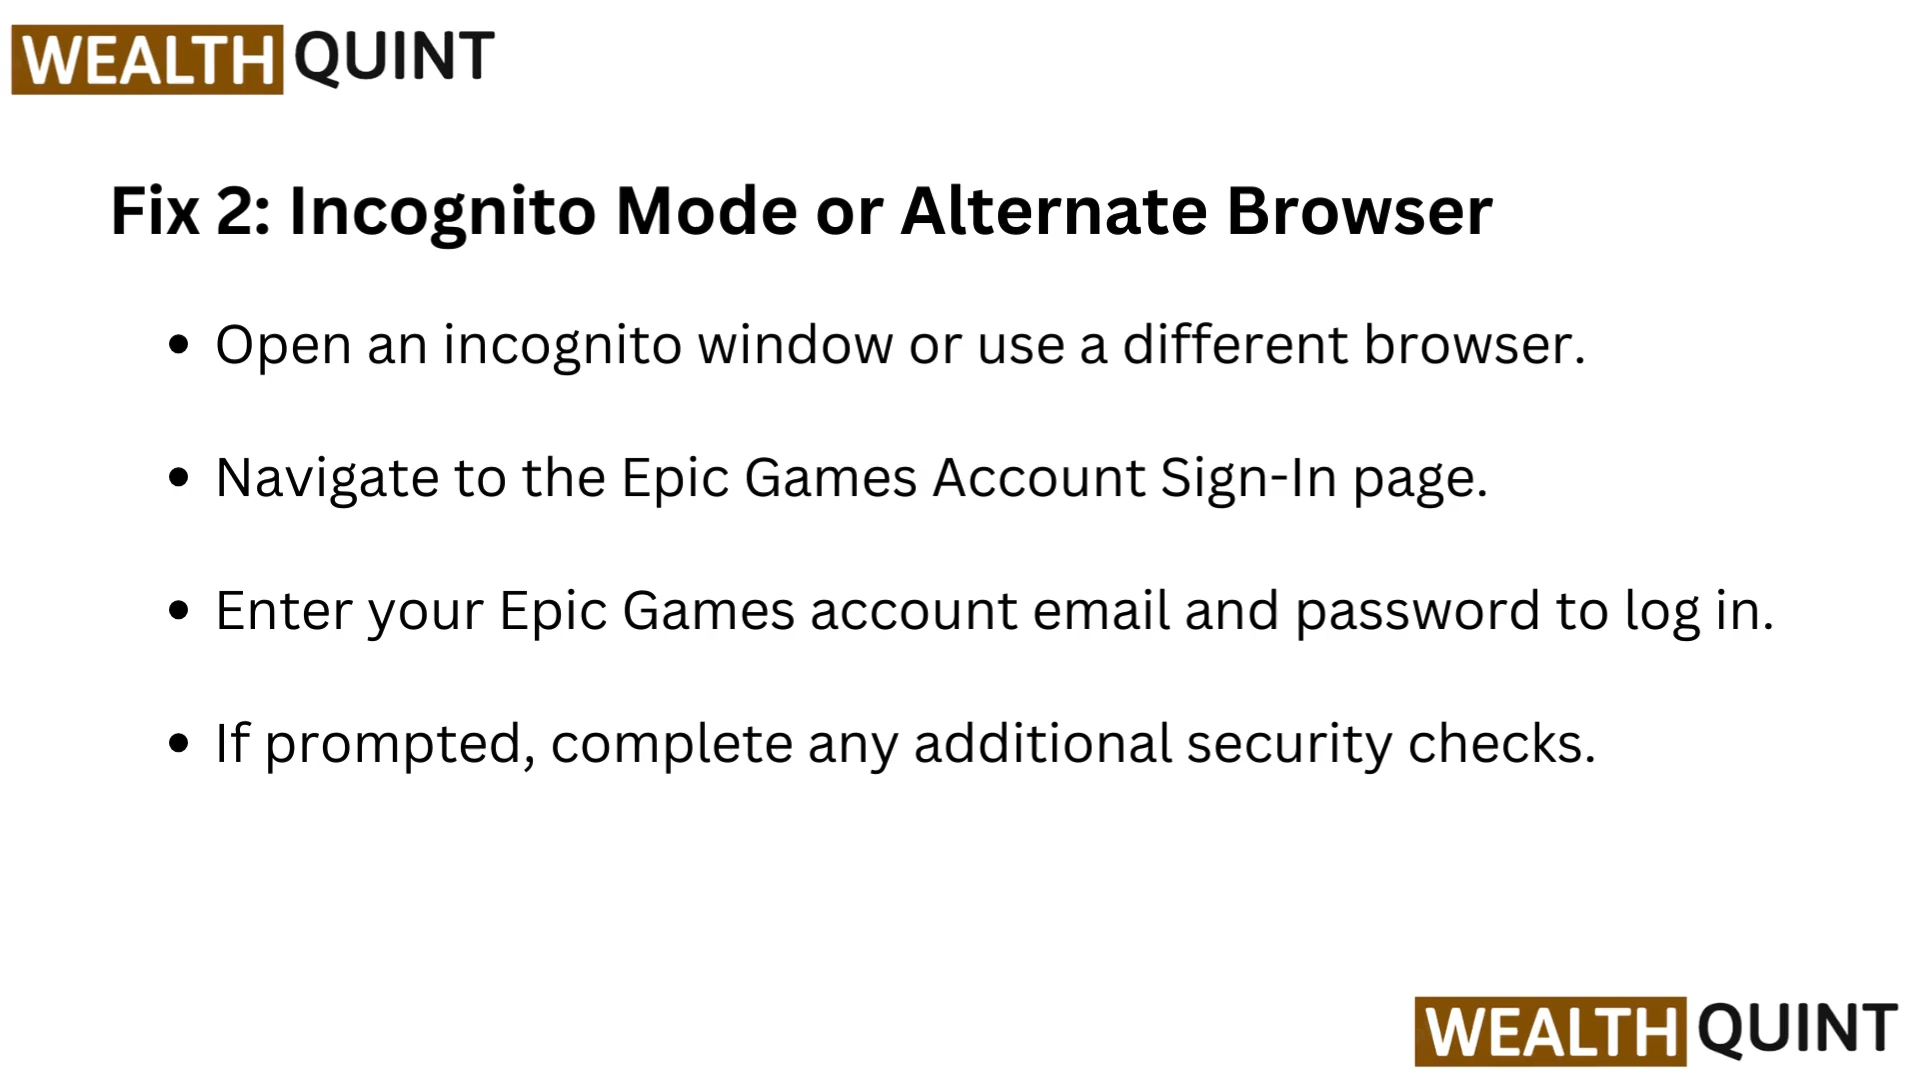 WEALTH QUINT
Fix 2: Incognito Mode or Alternate Browser
• Open an incognito window or use a different browser.
• Navigate to the Epic Games Account Sign-In page.
• Enter your Epic Games account email and password to log in.
• If prompted, complete any additional security checks.
WEALTH QUINT